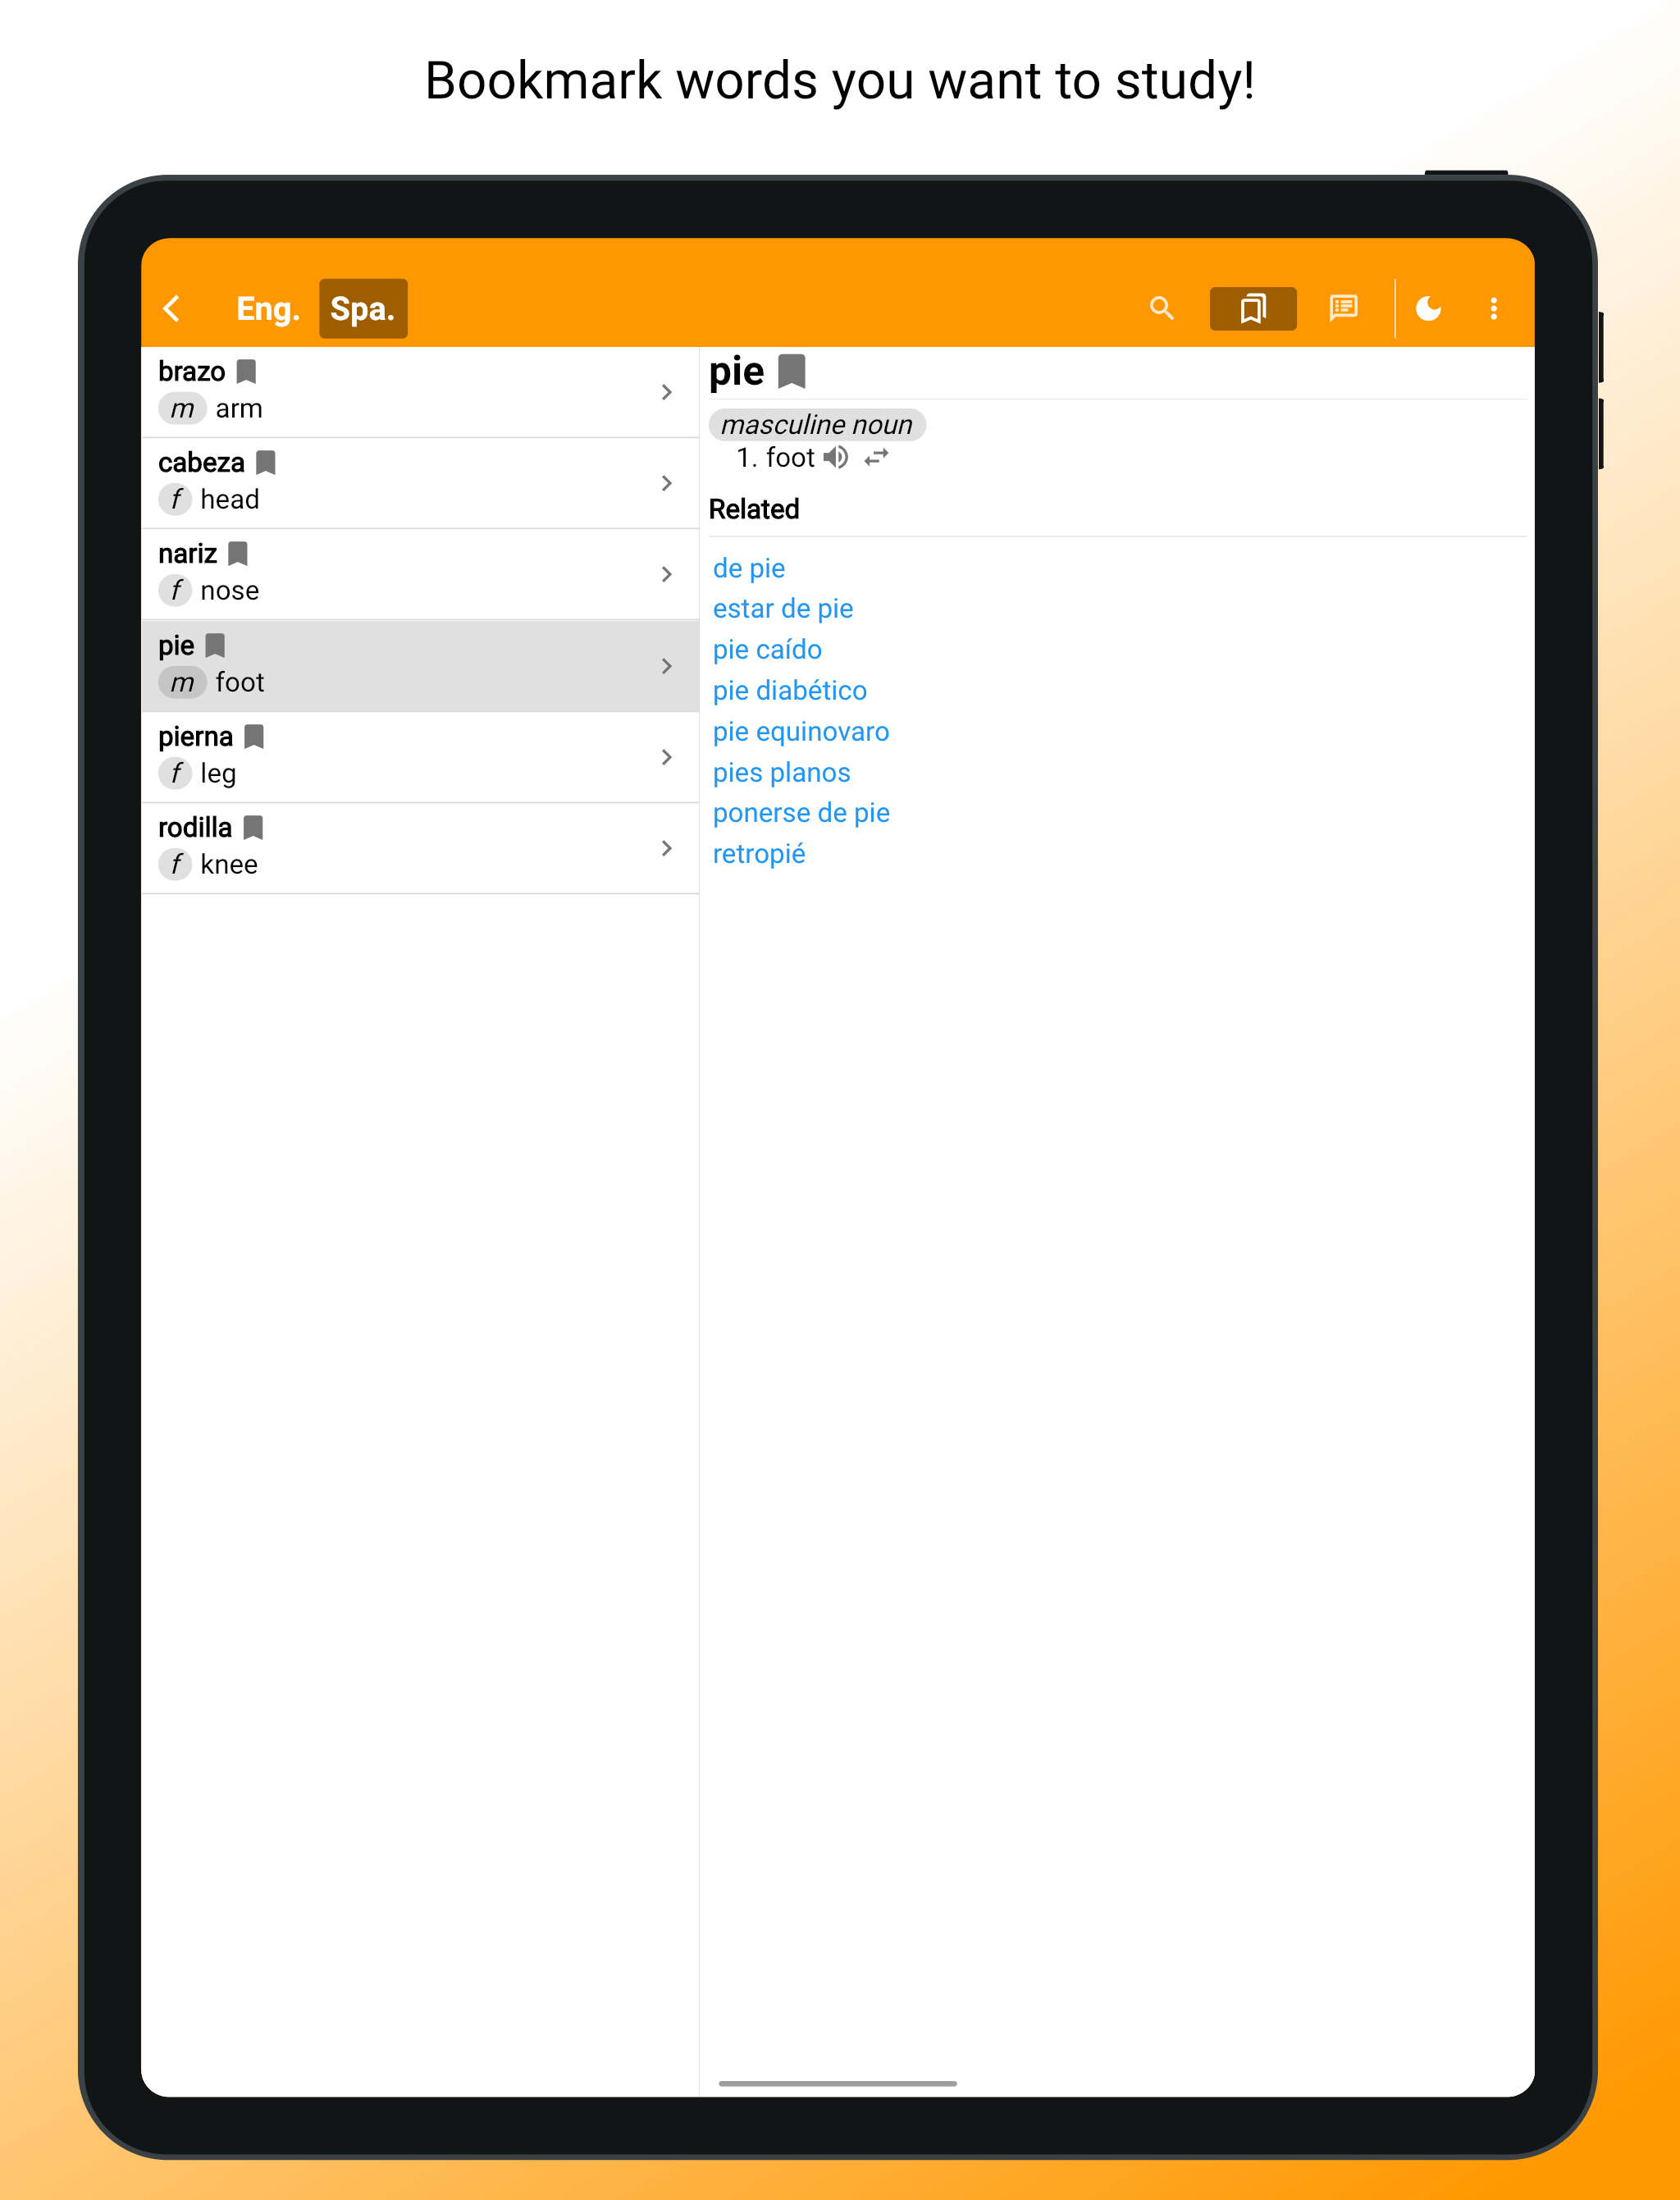 Bookmark words you want to study!
Eng. Spa.
brazo
m arm
cabeza
f head
nariz
f nose
pie
m foot
pierna
f leg
rodilla
f knee
pie
masculine noun
1. foot
Related
de pie
estar de pie
pie caído
pie diabético
pie equinovaro
pies planos
ponerse de pie
retropié